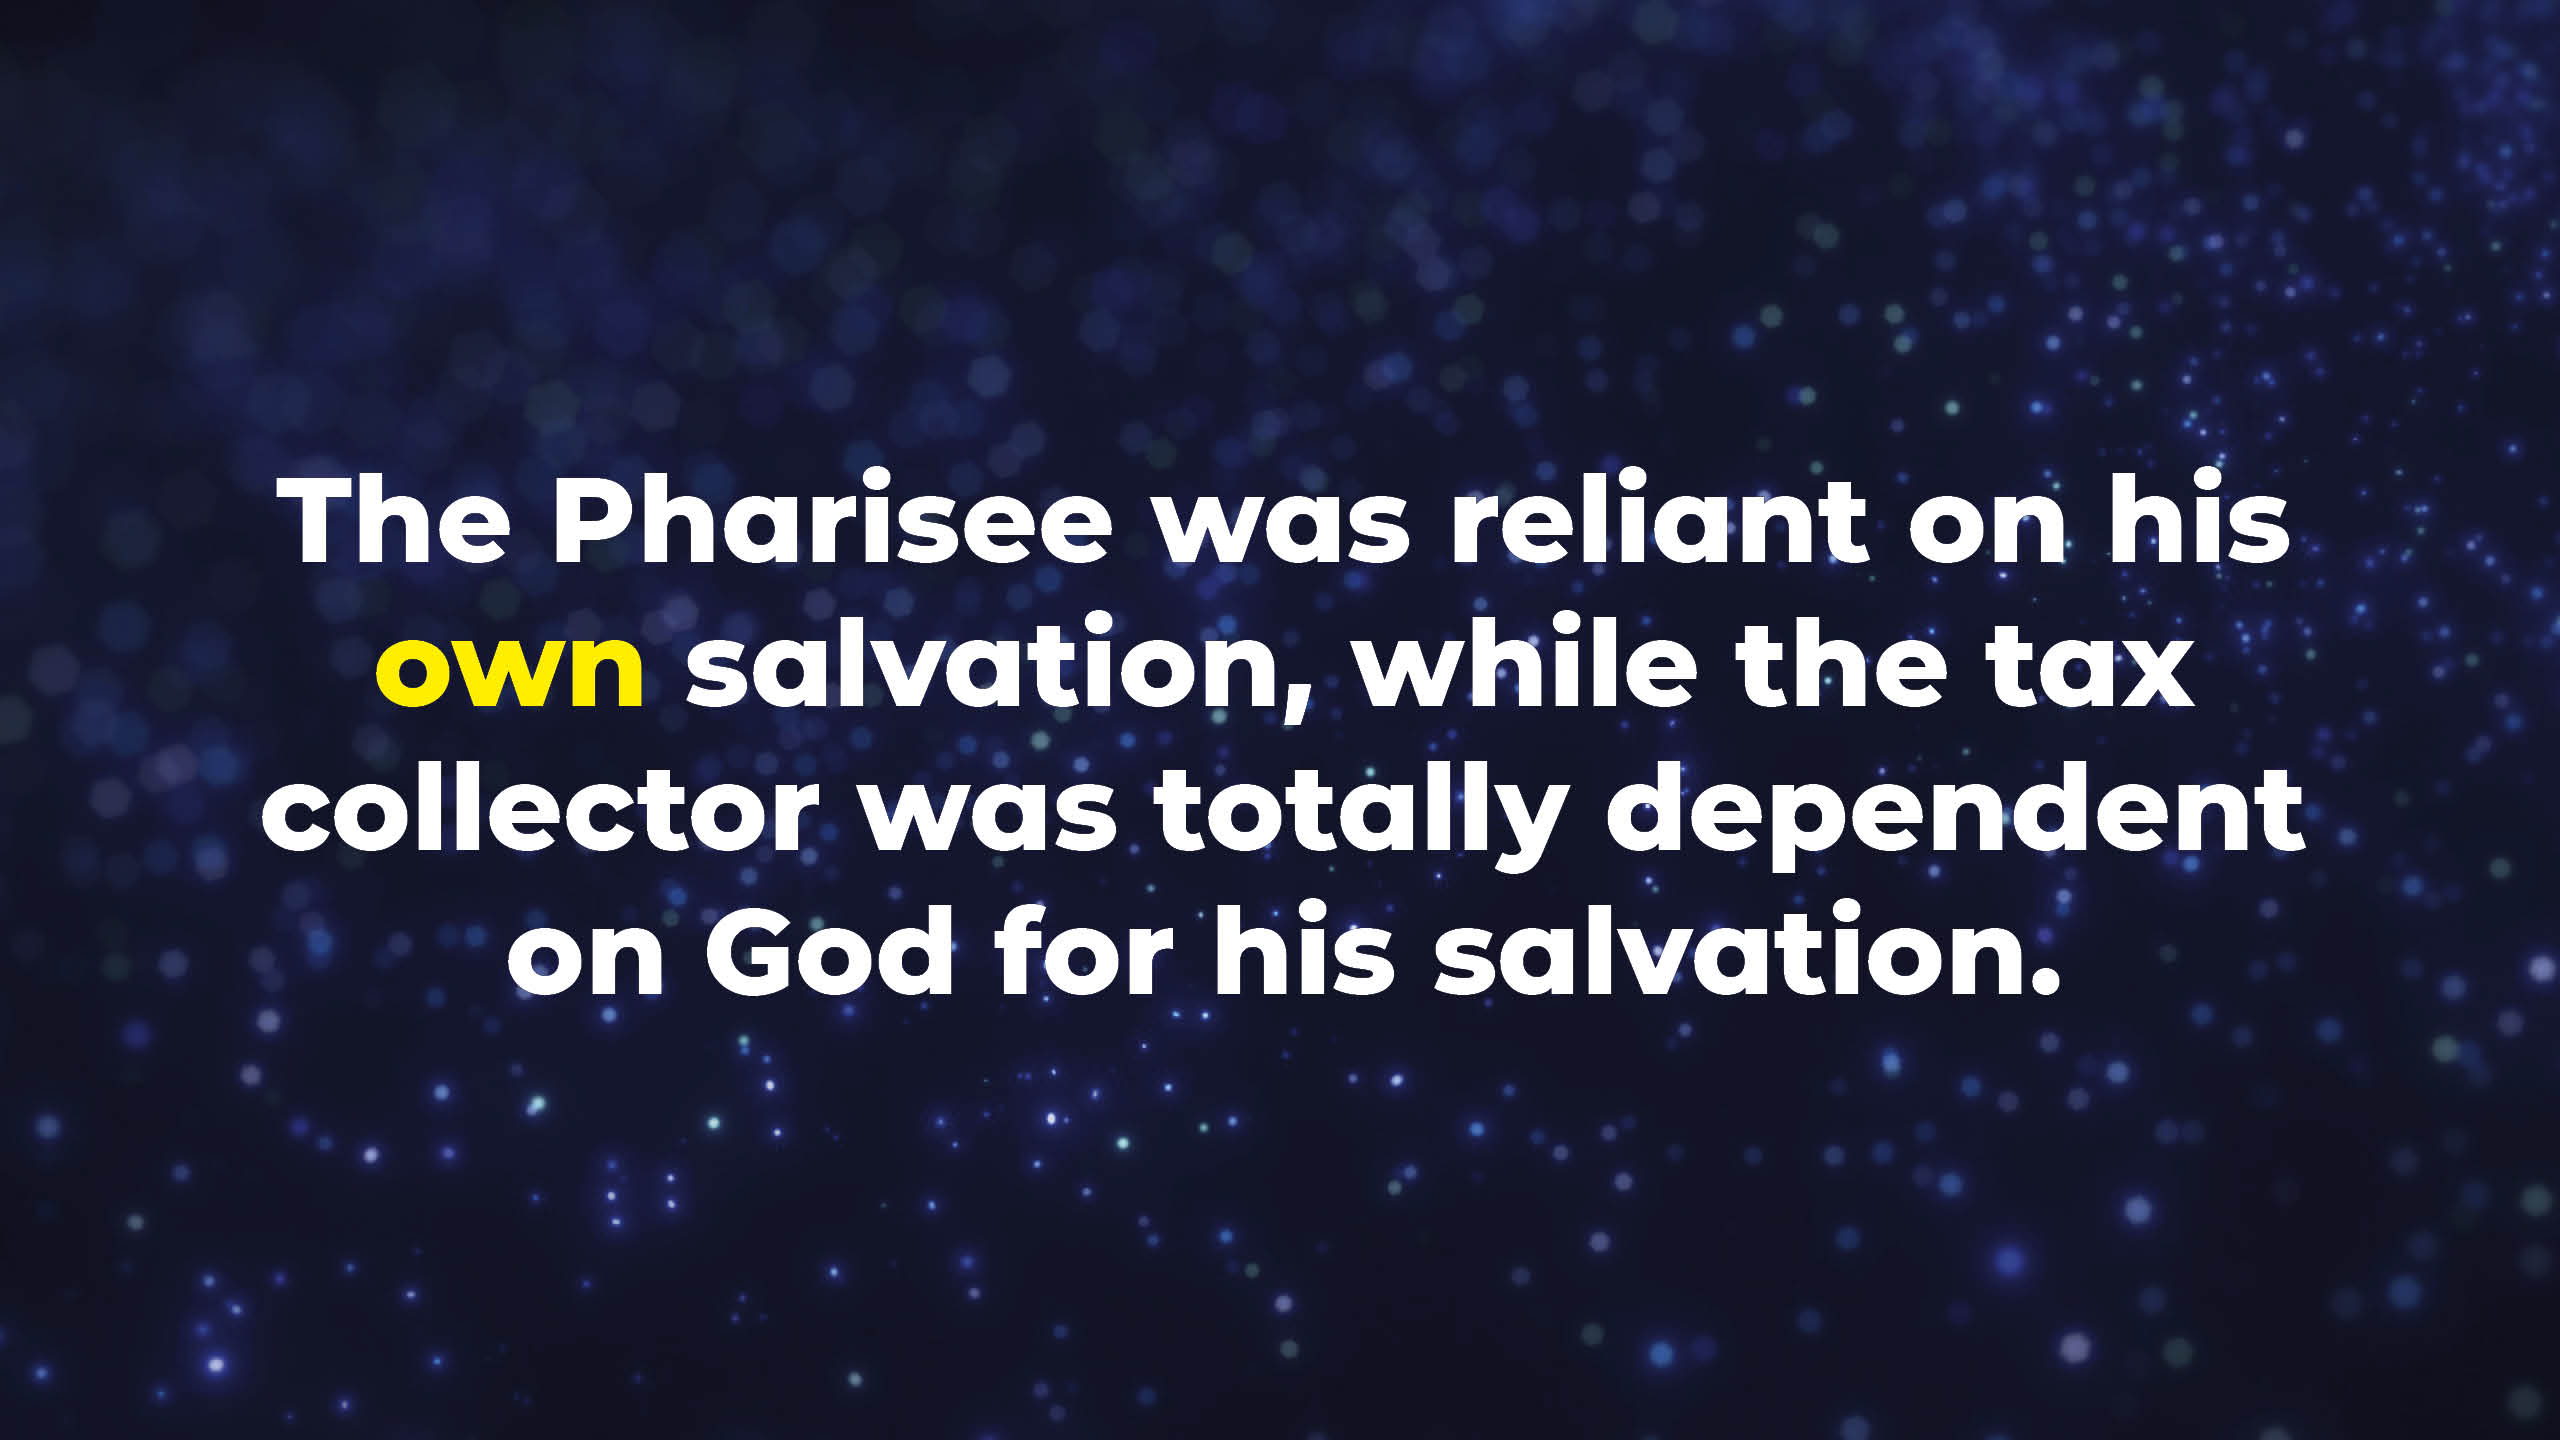 The Pharisee was reliant on his
own salvation, while the tax
collector was totally dependent
on God for his salvation.